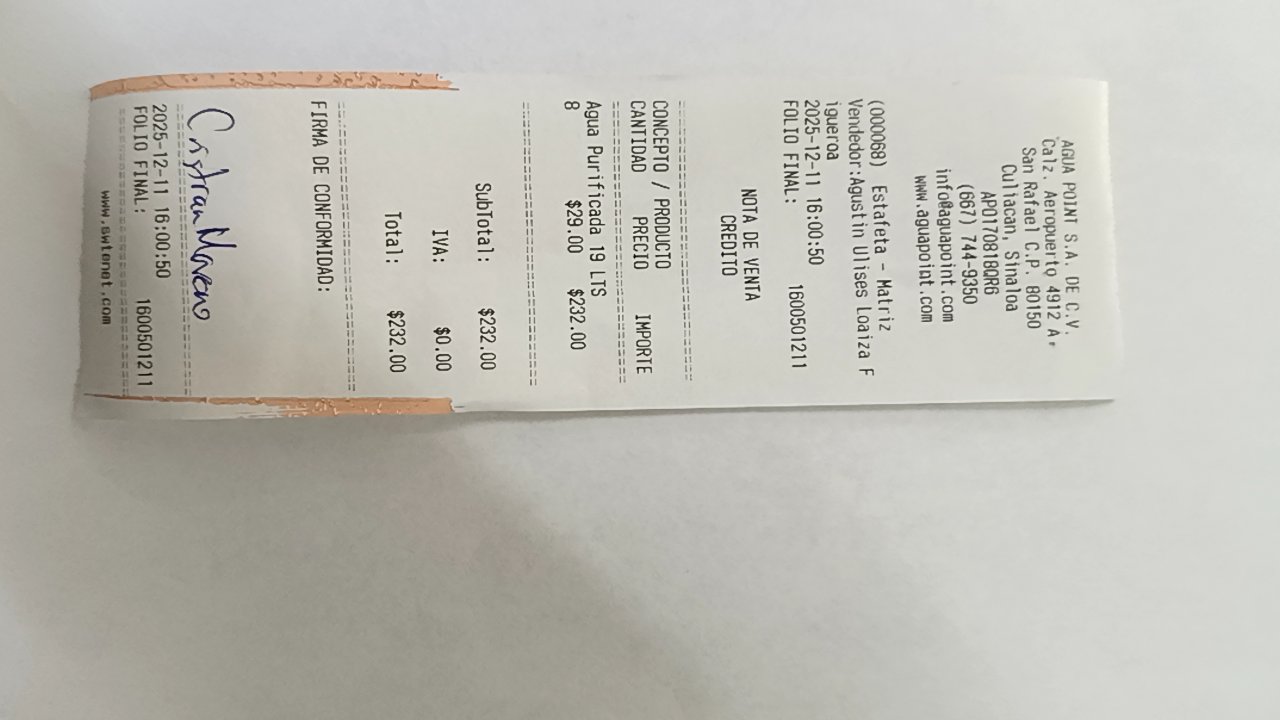 AGUA POINT S.A. DE C.V.
Calz. Aeropuerto 4912 A.
San Rafael C.P. 80150
Culiacan, Sinaloa
APO170818QR6
(667) 744-9350
info@aguapoint.com
www.aguapoint.com
(000068) Estafeta - Matriz
Vendedor:Agustin Ulises Loaiza F
igueroa
2025-12-11 16:00:50
FOLIO FINAL: 1600501211
NOTA DE VENTA
CREDITO
CONCEPTO / PRODUCTO
CANTIDAD PRECIO IMPORTE
Agua Purificada 19 LTS
8 $29.00 $232.00
SubTotal: $232.00
IVA: $0.00
Total: $232.00
FIRMA DE CONFORMIDAD:
Moreno
2025-12-11 16:00:50
FOLIO FINAL: 1600501211
www.swtenet.com